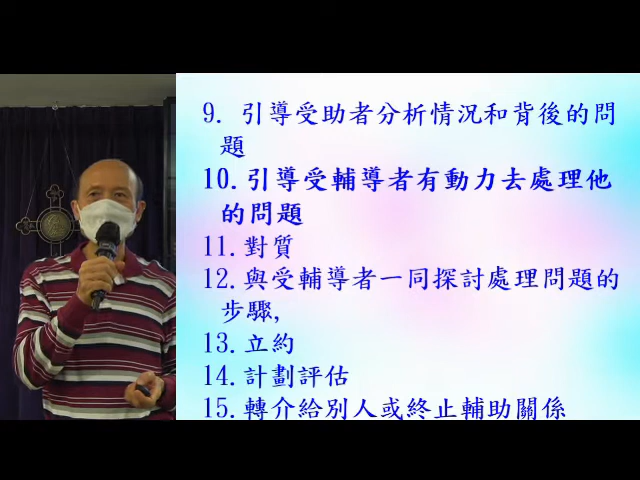 9. 引導受助者分析情況和背後的問
題
10.引導受輔導者有動力去處理他
的問題
11.對質
12.與受輔導者一同探討處理問題的
步驟,
13.立約
14.計劃評估
15.轉介給別人或終止輔助關係